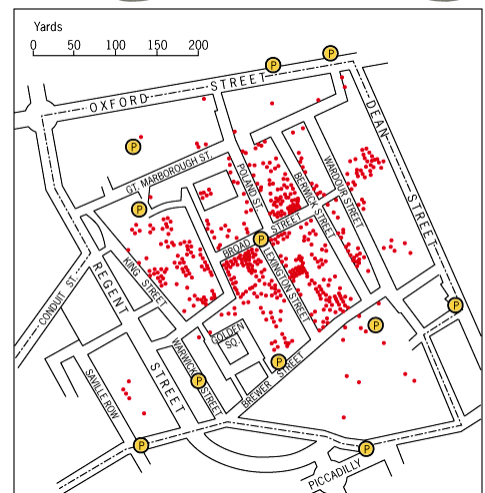 Yards
0 50 100 150 200
P
P
OXFORD STREET
DEAN STREET
P
GT. MARBOROUGH ST.
POLAND ST.
BERWICK STREET
WARDOUR STREET
P
BROAD STREET
P
LEXINGTON STREET
KING STREET
REGENT STREET
CONDUIT ST.
P
P
GOLDEN
SQ.
WARWICK STREET
BREWER STREET
P
P
SAVILLE ROW
P
P
PICCADILLY